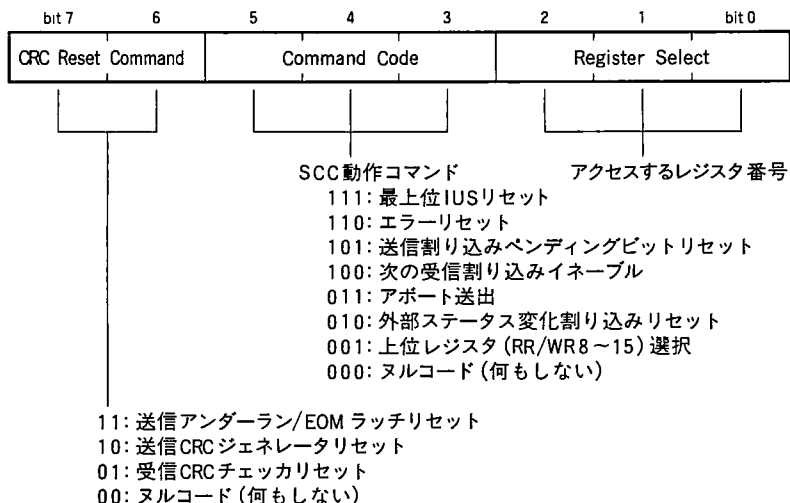 bit 7 6 5 4 3 2 1 bit 0
CRC Reset Command Command Code Register Select
SCC動作コマンド
アクセスするレジスタ番号
111:最上位IUSリセット
110:エラーリセット
101:送信割り込みペンディングビットリセット
100:次の受信割り込みイネーブル
011:アボート送出
010:外部ステータス変化割り込みリセット
001:上位レジスタ(RR/WR8～15)選択
000:ヌルコード(何もしない)
11:送信アンダーラン/EOMラッチリセット
10:送信CRCジェネレータリセット
01:受信CRCチェッカリセット
00:ヌルコード(何もしない)